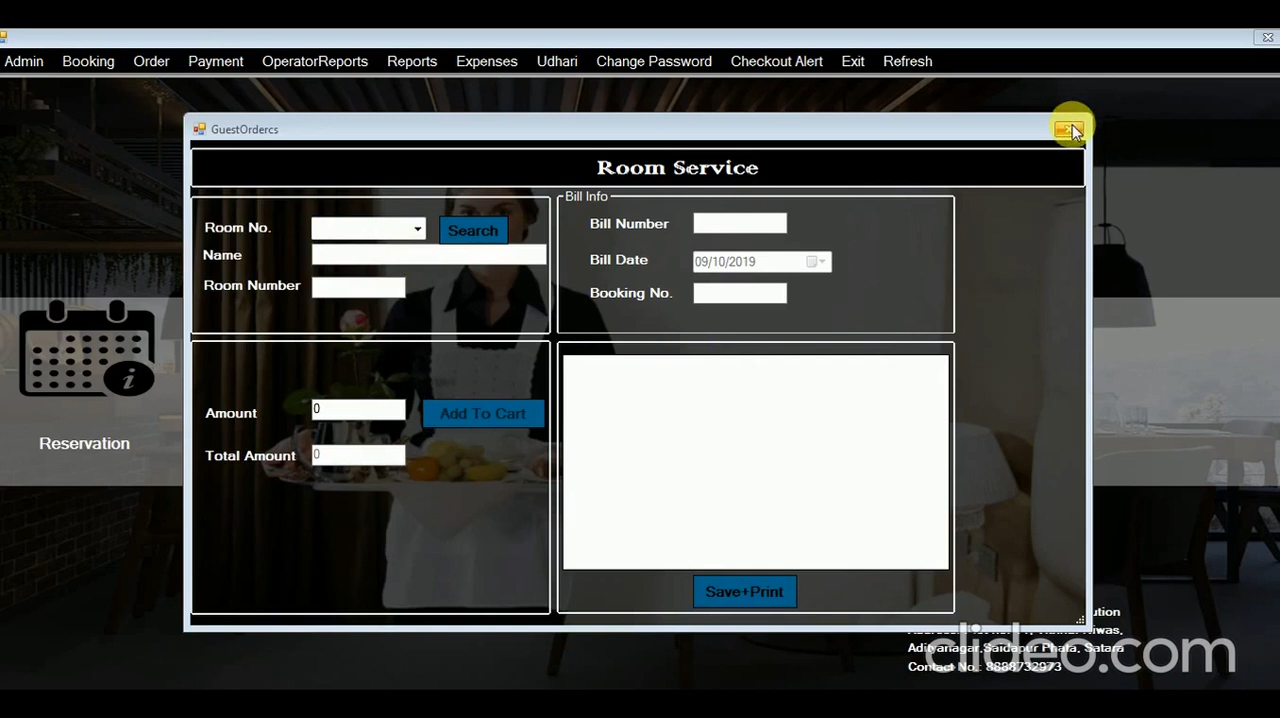 Admin Booking Order Payment OperatorReports Reports Expenses Udhari Change Password Checkout Alert Exit Refresh
GuestOrdercs
Room Service
Room No.
Search
Name
Room Number
Bill Info
Bill Number
Bill Date 09/10/2019
Booking No.
Reservation
Amount 0 Add To Cart
Total Amount 0
Save+Print
ution
Adityanagar,Saidapur Phata, Satara
Contact No.: 8888732973
clideo.com